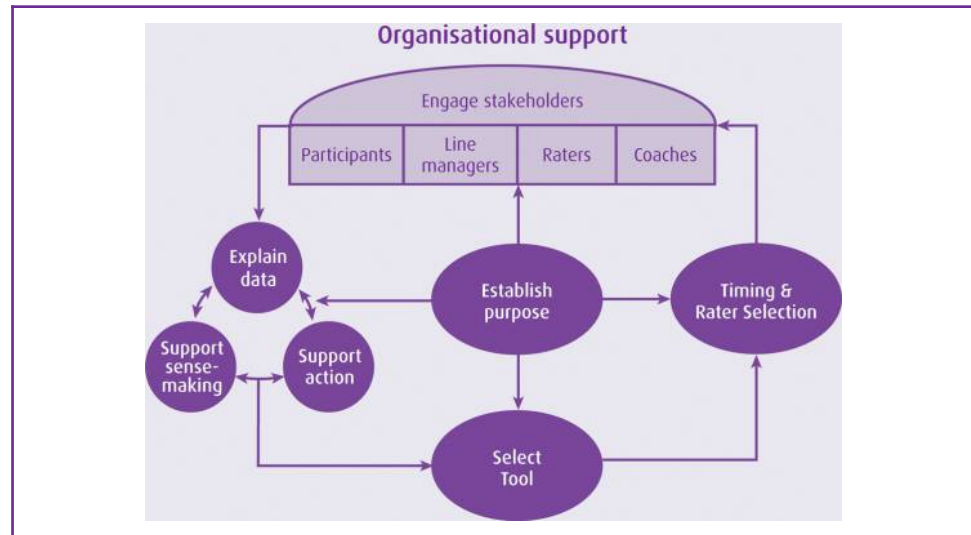 Organisational support
Engage stakeholders
Participants
Line
managers
Raters
Coaches
Explain
data
Establish
purpose
Timing &
Rater Selection
Support
sense-
making
Support
action
Select
Tool